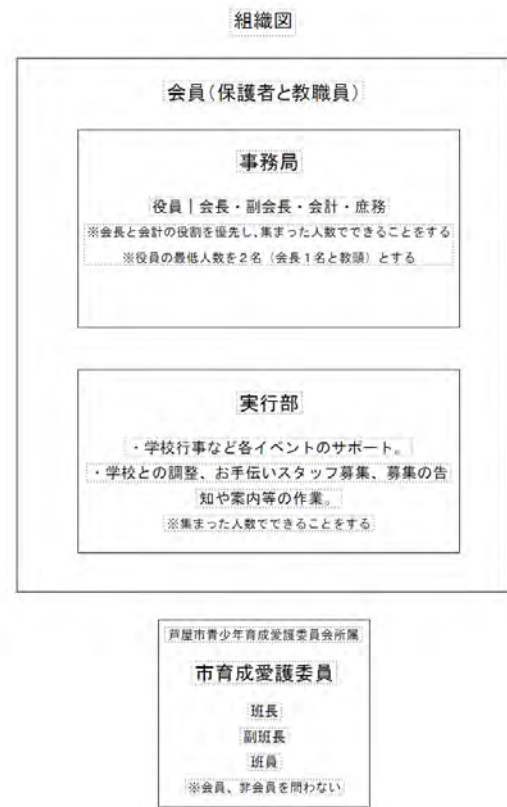 組織図
会員（保護者と教職員）
事務局
役員｜会長・副会長・会計・庶務
※会長と会計の役割を優先し、集まった人数でできることをする
※役員の最低人数を２名（会長１名と教頭）とする
実行部
・学校行事など各イベントのサポート。
・学校との調整、お手伝いスタッフ募集、募集の告
知や案内等の作業。
※集まった人数でできることをする
芦屋市青少年育成愛護委員会所属
市育成愛護委員
班長
副班長
班員
※会員、非会員を問わない